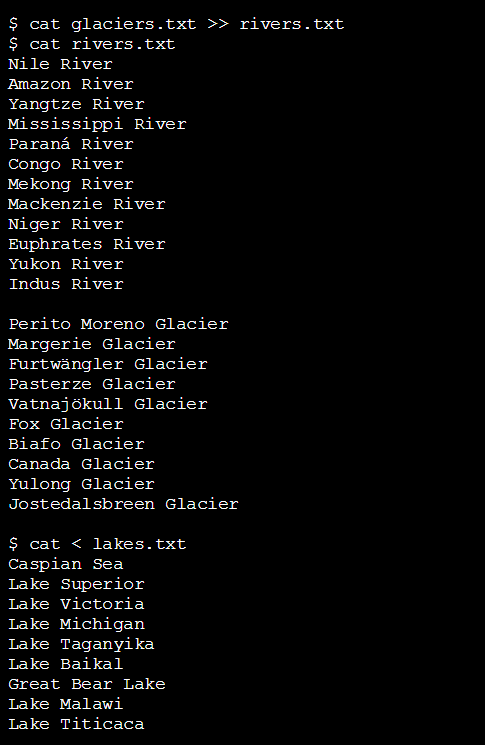 $ cat glaciers.txt >> rivers.txt
$ cat rivers.txt
Nile River
Amazon River
Yangtze River
Mississippi River
Paraná River
Congo River
Mekong River
Mackenzie River
Niger River
Euphrates River
Yukon River
Indus River
Perito Moreno Glacier
Margerie Glacier
Furtwängler Glacier
Pasterze Glacier
Vatnajökull Glacier
Fox Glacier
Biafo Glacier
Canada Glacier
Yulong Glacier
Jostedalsbreen Glacier
$ cat < lakes.txt
Caspian Sea
Lake Superior
Lake Victoria
Lake Michigan
Lake Taganyika
Lake Baikal
Great Bear Lake
Lake Malawi
Lake Titicaca